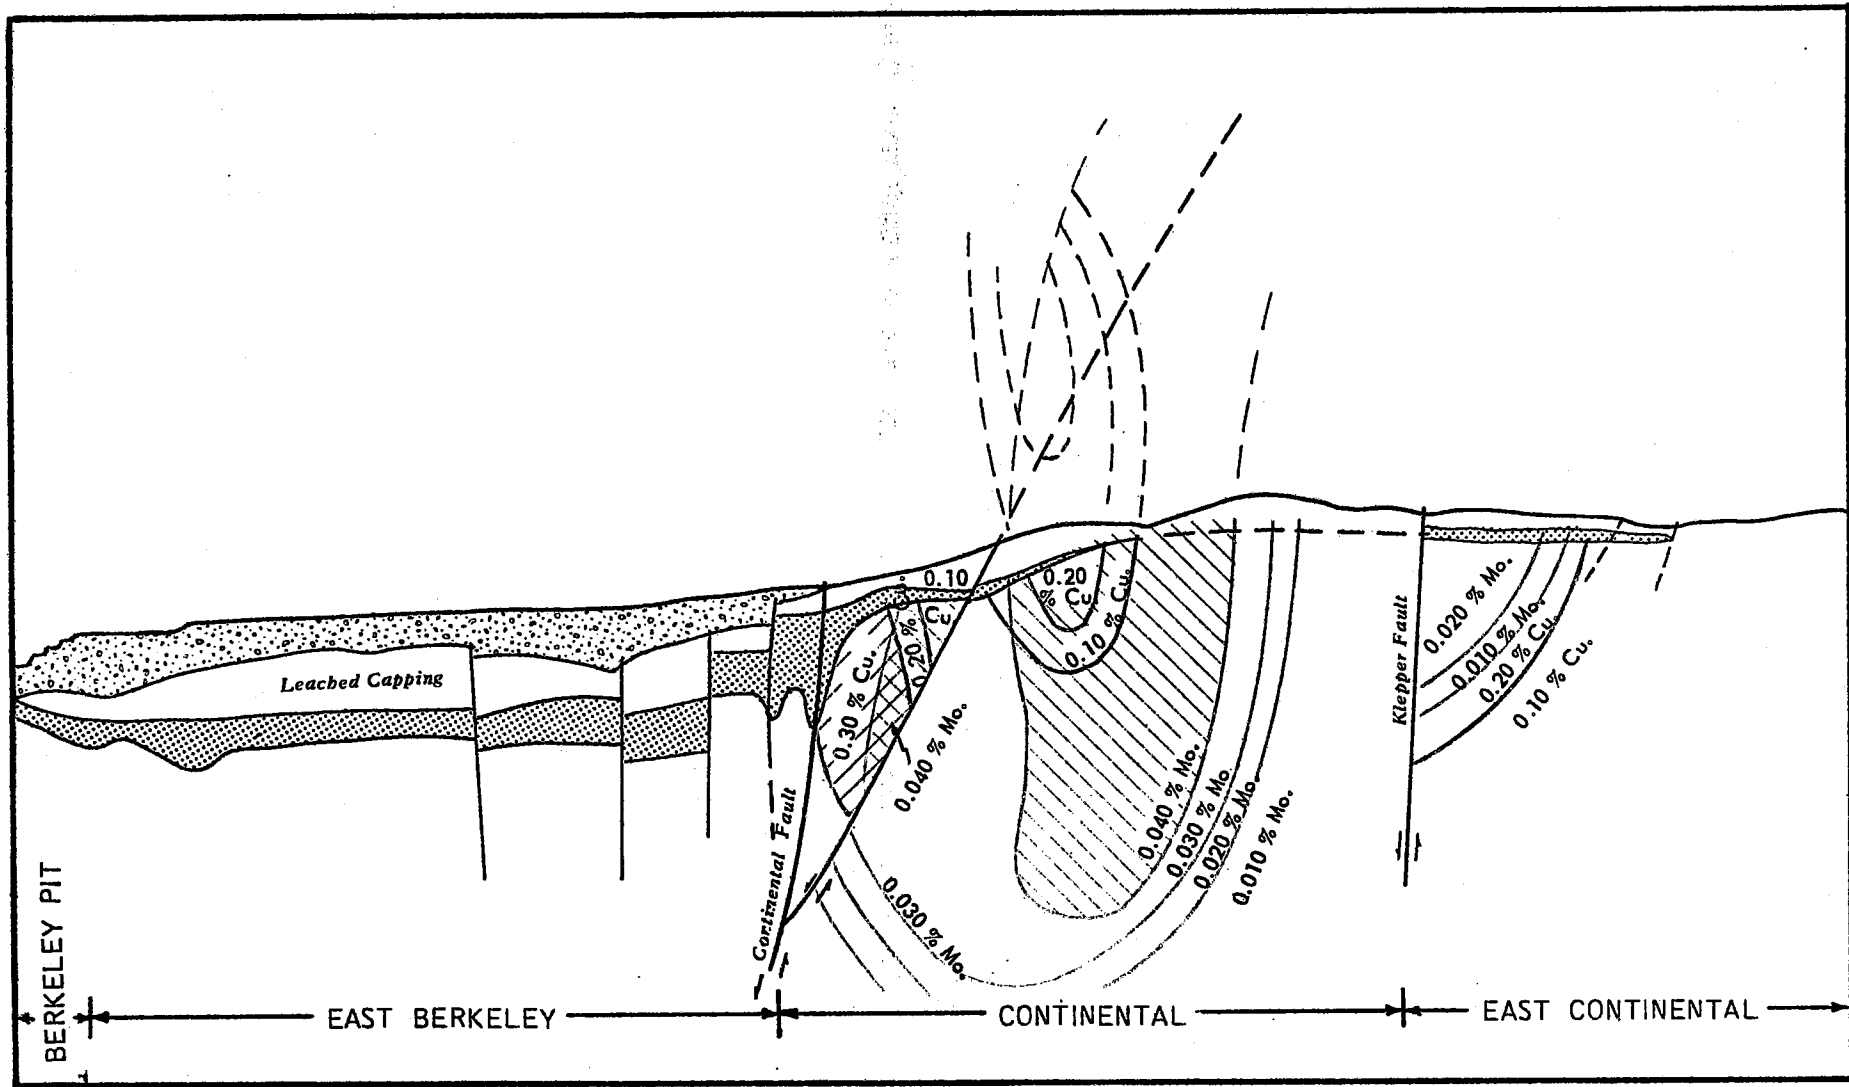 Leached Capping
0.30 % Cu.
0.20 % Cu.
0.10
Cu.
0.040 % Mo.
0.20
% Cu.
0.10 % Cu.
0.040 % Mo.
0.030 % Mo.
0.020 % Mo.
0.010 % Mo.
0.030 % Mo.
Continental Fault
Klepper Fault
0.020 % Mo.
0.010 % Mo.
0.20 % Cu.
0.10 % Cu.
BERKELEY PIT
EAST BERKELEY
CONTINENTAL
EAST CONTINENTAL